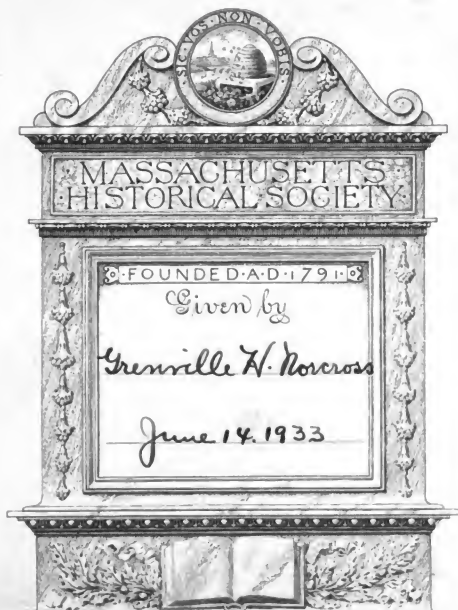 SIC·VOS·NON·VOBIS
MASSACHUSETTS
HISTORICAL SOCIETY
FOUNDED·A·D·1791
Given by
Grenville H. Norcross
June 14. 1933